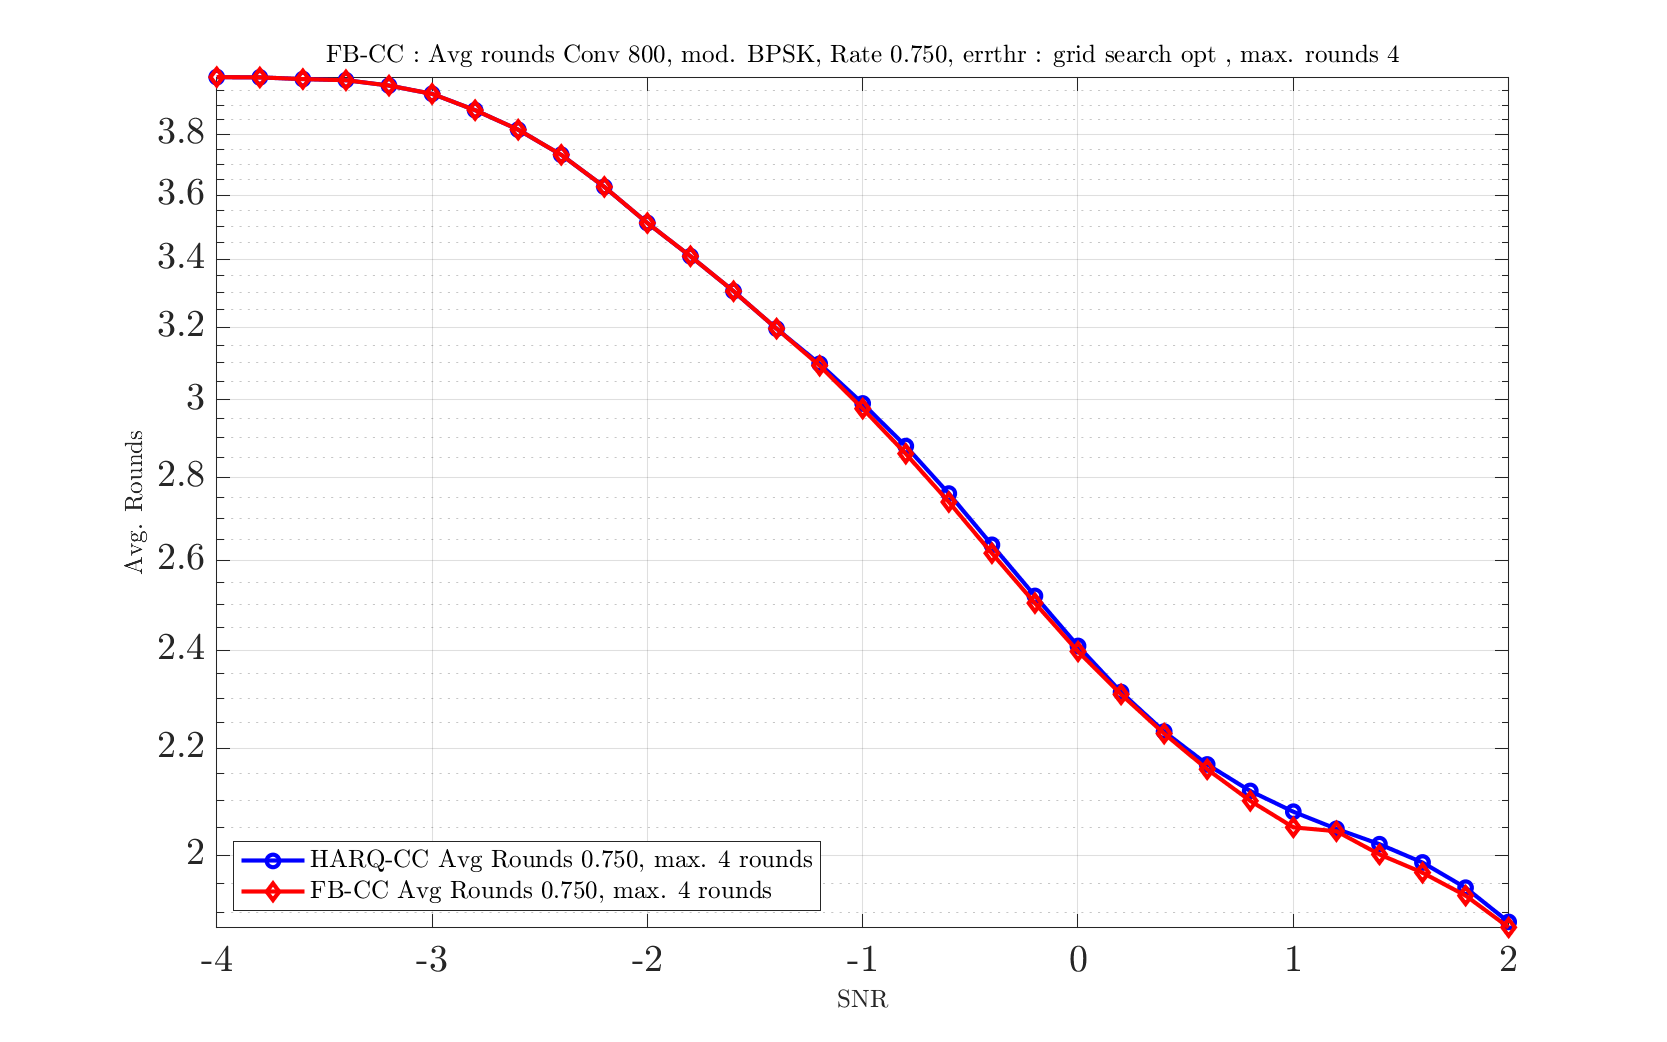 FB-CC : Avg rounds Conv 800, mod. BPSK, Rate 0.750, errthr : grid search opt , max. rounds 4
3.8
3.6
3.4
3.2
3
2.8
2.6
2.4
2.2
2
Avg. Rounds
HARQ-CC Avg Rounds 0.750, max. 4 rounds
FB-CC Avg Rounds 0.750, max. 4 rounds
-4 -3 -2 -1 0 1 2
SNR